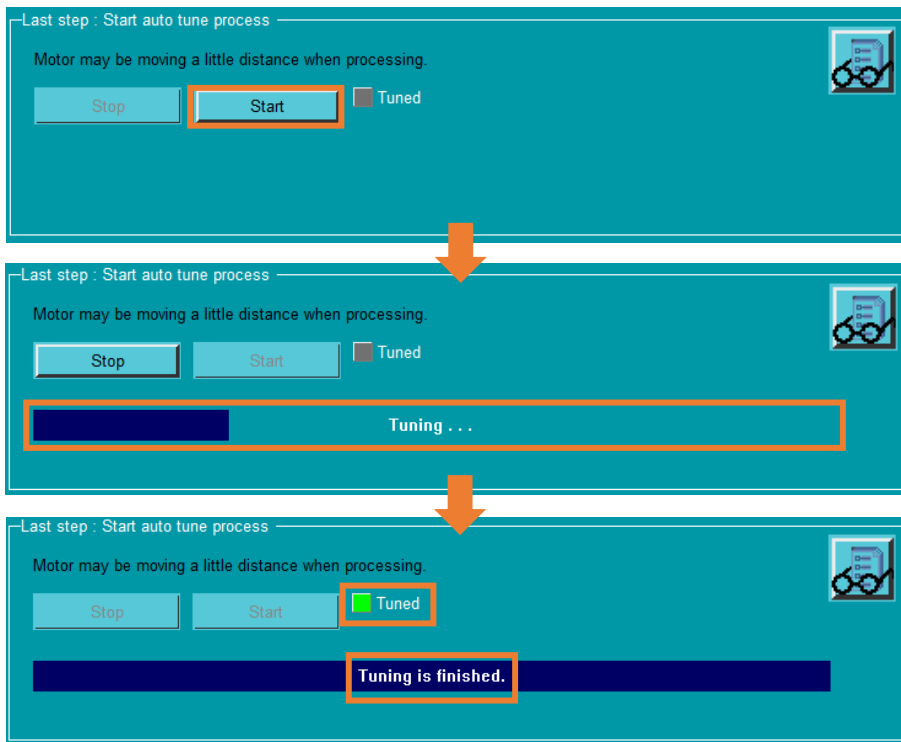 Last step : Start auto tune process
Motor may be moving a little distance when processing.
Stop Start Tuned
Last step : Start auto tune process
Motor may be moving a little distance when processing.
Stop Start Tuned
Tuning . . .
Last step : Start auto tune process
Motor may be moving a little distance when processing.
Stop Start Tuned
Tuning is finished.